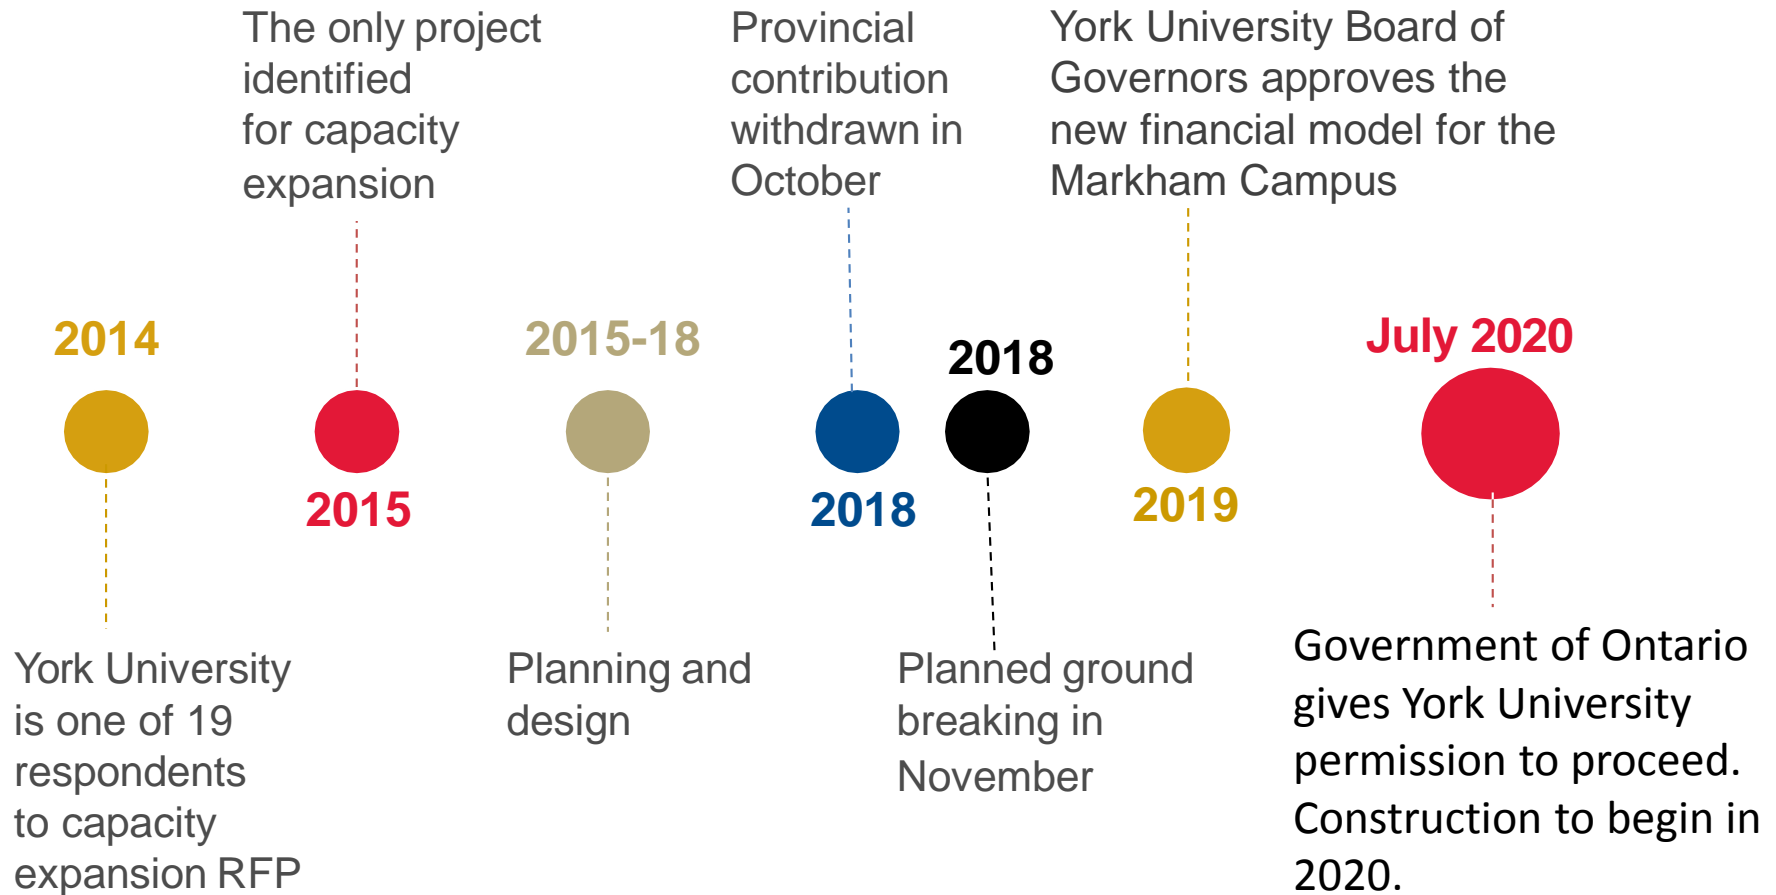 The only project
identified
for capacity
expansion
Provincial
contribution
withdrawn in
October
York University Board of
Governors approves the
new financial model for the
Markham Campus
2014
2015
2015-18
2018
2018
2019
July 2020
York University
is one of 19
respondents
to capacity
expansion RFP
Planning and
design
Planned ground
breaking in
November
Government of Ontario
gives York University
permission to proceed.
Construction to begin in
2020.